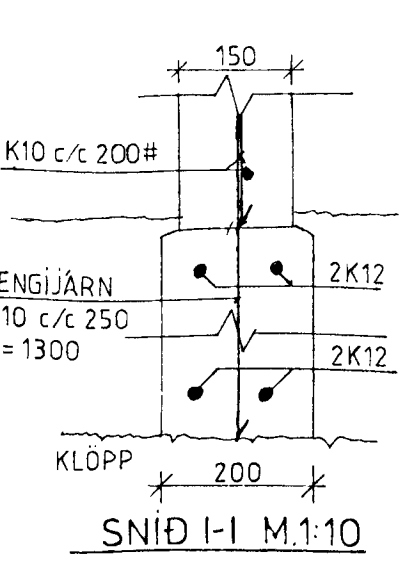 150
K10 c/c 200#
2K12
ENGIJÁRN
10 c/c 250
= 1300
2K12
KLÖPP
200
SNIÐ I-I M.1:10